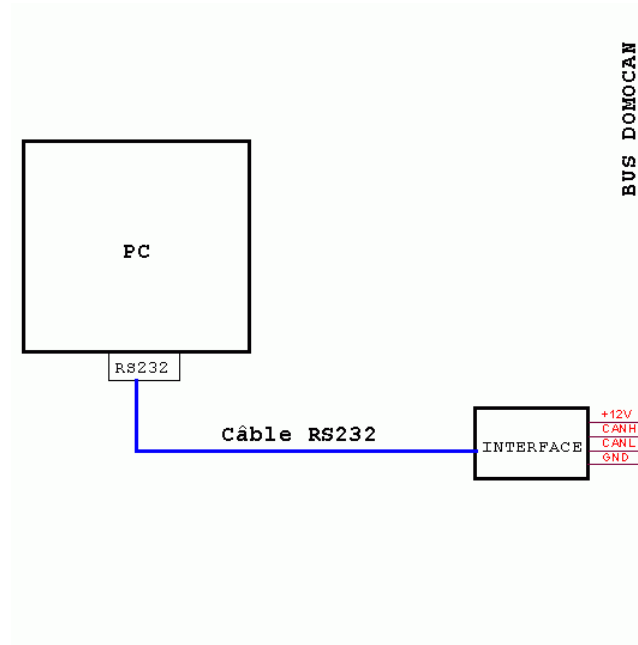 BUS DOMOCAN
PC
RS232
Câble RS232
INTERFACE
+12V
CANH
CANL
GND